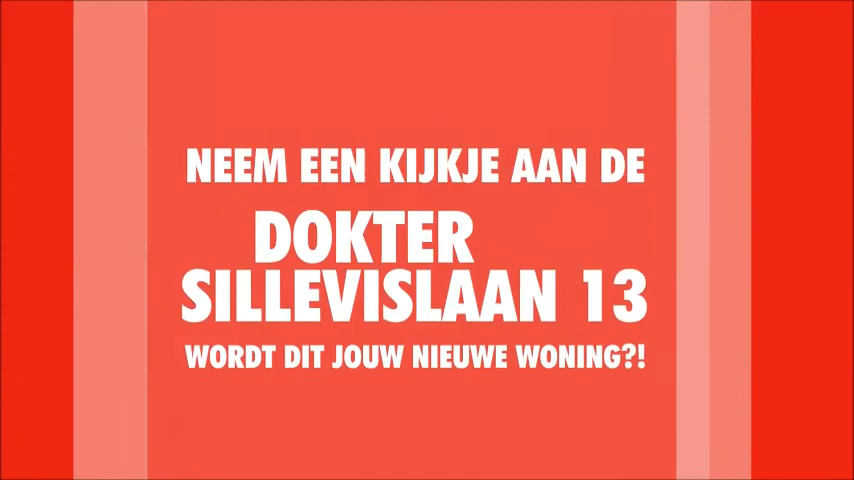 NEEM EEN KIJKJE AAN DE
DOKTER
SILLEVISLAAN 13
WORDT DIT JOUW NIEUWE WONING?!